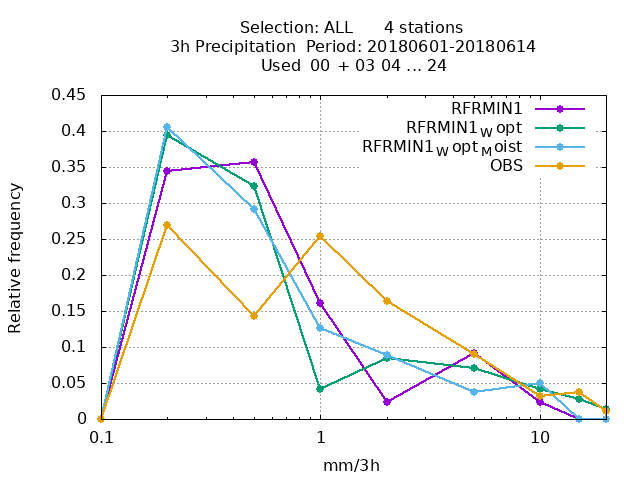 Selection: ALL      4 stations
3h Precipitation  Period: 20180601-20180614
Used  00  + 03 04 ... 24
RFRMIN1
RFRMIN1_Wopt
RFRMIN1_Wopt_Moist
OBS
Relative frequency
0.45
0.4
0.35
0.3
0.25
0.2
0.15
0.1
0.05
0
0.1 1 10
mm/3h